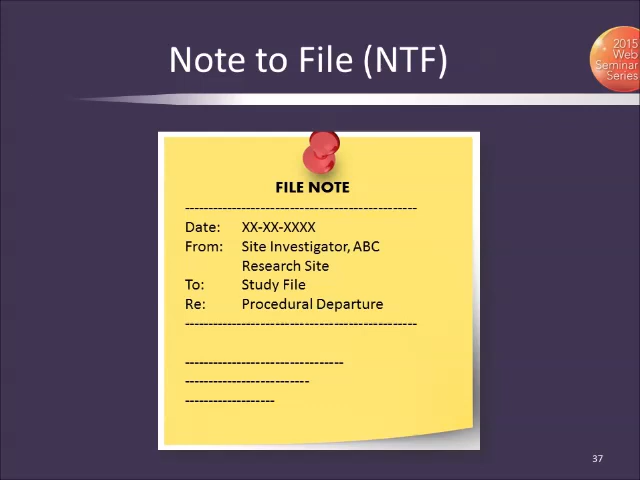 Note to File (NTF)
2015
Web
Seminar
Series
FILE NOTE
--------------------------------------------------
Date: XX-XX-XXXX
From: Site Investigator, ABC
Research Site
To: Study File
Re: Procedural Departure
--------------------------------------------------
----------------------------------
---------------------------
-------------------
37